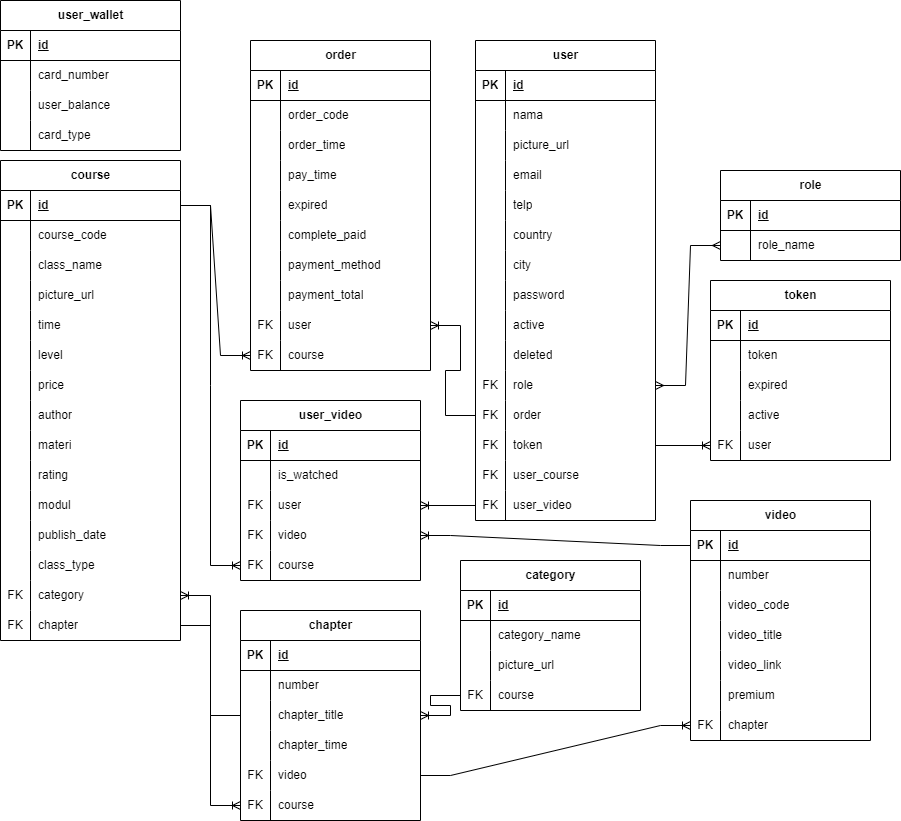 user_wallet
PK id
card_number
user_balance
card_type
course
PK id
course_code
class_name
picture_url
time
level
price
author
materi
rating
modul
publish_date
class_type
FK category
FK chapter
order
PK id
order_code
order_time
pay_time
expired
complete_paid
payment_method
payment_total
FK user
FK course
user_video
PK id
is_watched
FK user
FK video
FK course
chapter
PK id
number
chapter_title
chapter_time
FK video
FK course
user
PK id
nama
picture_url
email
telp
country
city
password
active
deleted
FK role
FK order
FK token
FK user_course
FK user_video
category
PK id
category_name
picture_url
FK course
role
PK id
role_name
token
PK id
token
expired
active
FK user
video
PK id
number
video_code
video_title
video_link
premium
FK chapter